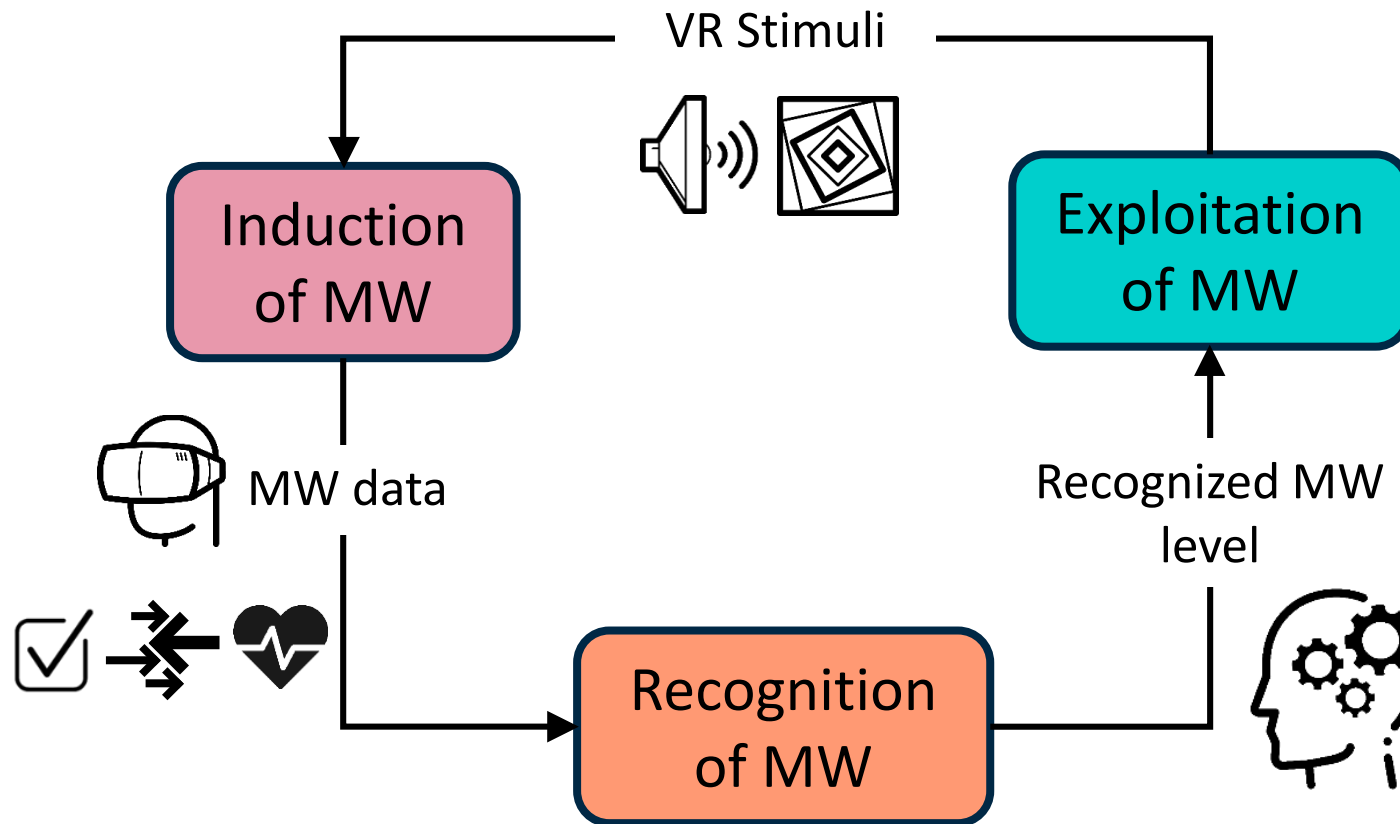 VR Stimuli
Induction
of MW
Exploitation
of MW
MW data
Recognized MW
level
Recognition
of MW